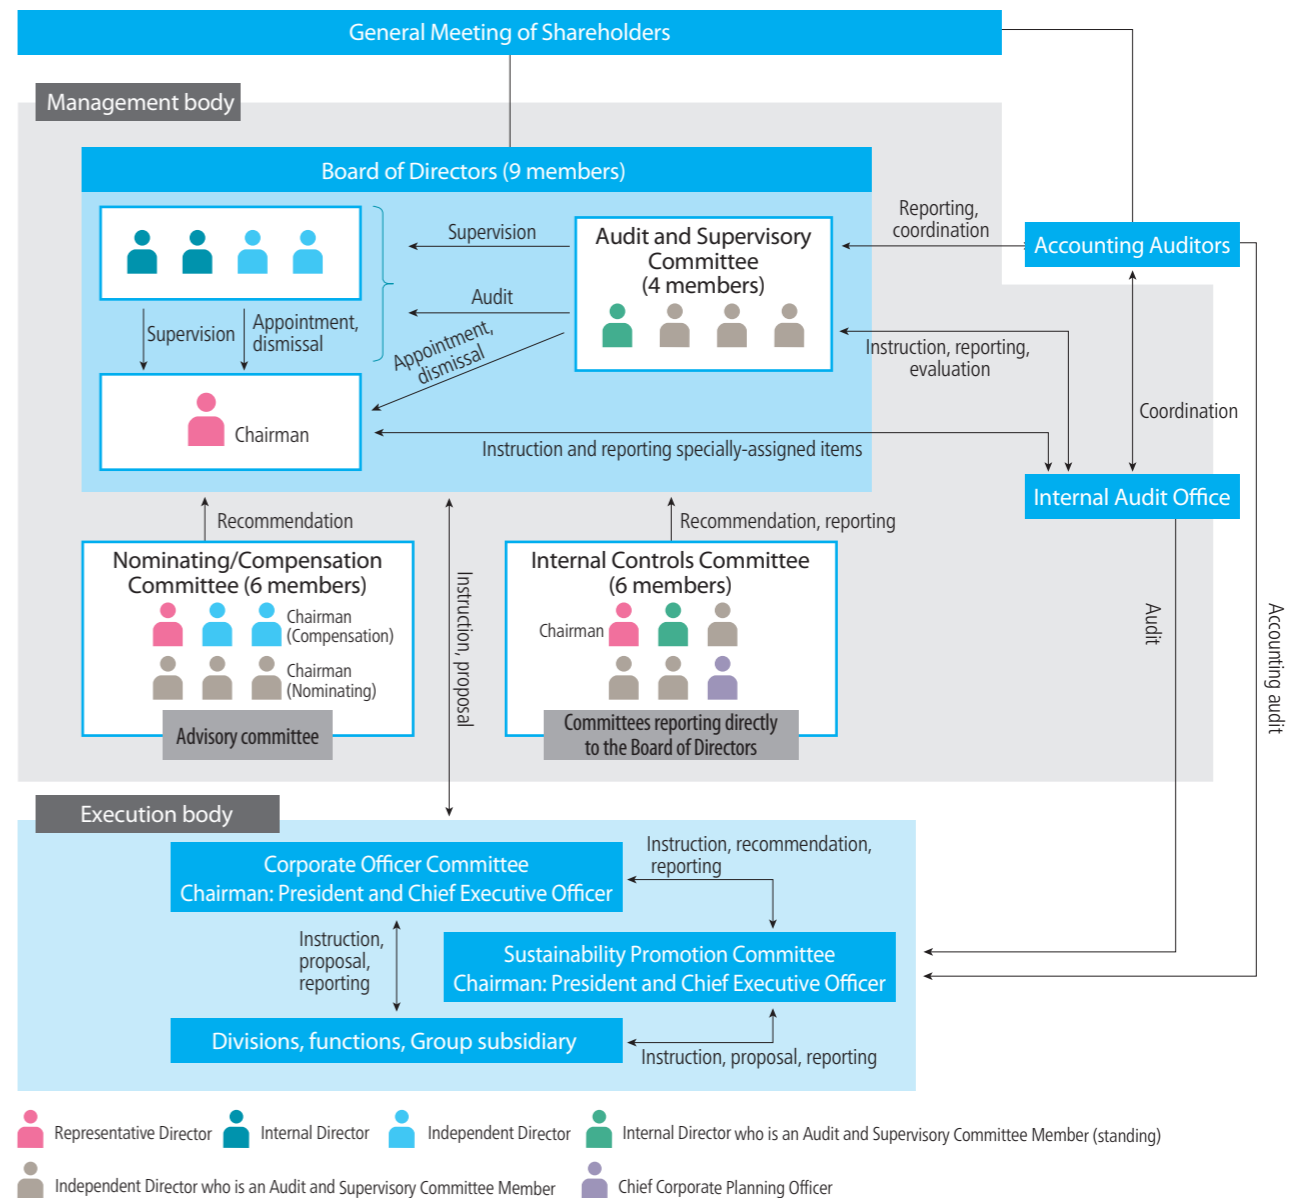 General Meeting of Shareholders
Management body
Board of Directors (9 members)
Supervision
Audit
Appointment,
dismissal
Audit and Supervisory
Committee
(4 members)
Supervision
Appointment,
dismissal
Chairman
Reporting,
coordination
Accounting Auditors
Instruction, reporting,
evaluation
Coordination
Instruction and reporting specially-assigned items
Internal Audit Office
Recommendation
Nominating/Compensation
Committee (6 members)
Chairman
(Compensation)
Chairman
(Nominating)
Advisory committee
Instruction, proposal
Recommendation, reporting
Internal Controls Committee
(6 members)
Chairman
Committees reporting directly
to the Board of Directors
Audit
Accounting audit
Execution body
Corporate Officer Committee
Chairman: President and Chief Executive Officer
Instruction, recommendation,
reporting
Instruction,
proposal,
reporting
Sustainability Promotion Committee
Chairman: President and Chief Executive Officer
Divisions, functions, Group subsidiary
Instruction, proposal, reporting
Representative Director
Internal Director
Independent Director
Internal Director who is an Audit and Supervisory Committee Member (standing)
Independent Director who is an Audit and Supervisory Committee Member
Chief Corporate Planning Officer